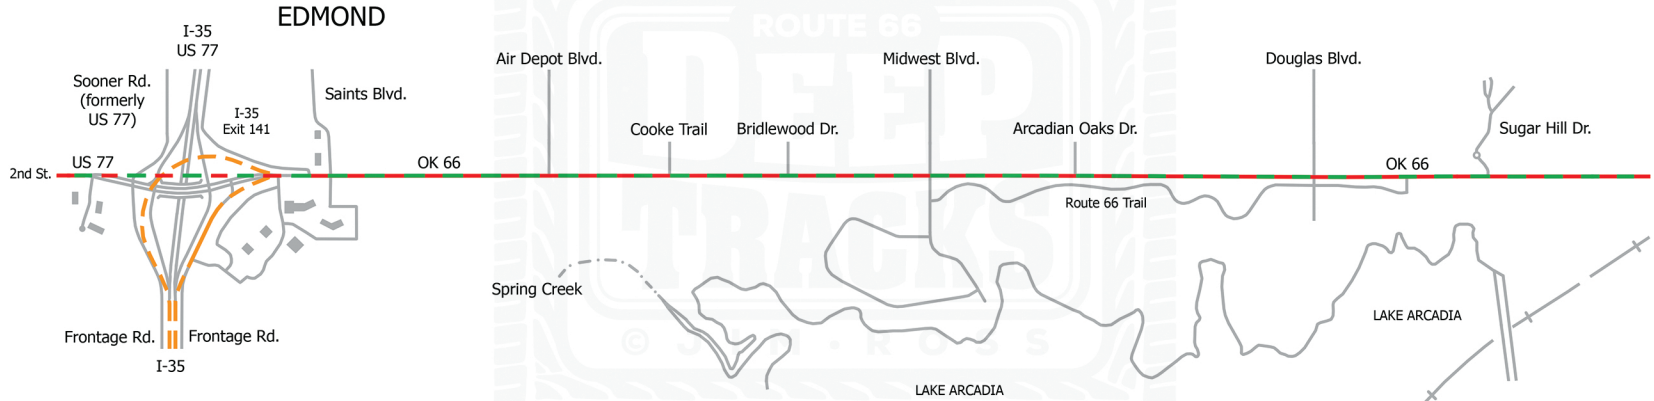 EDMOND
I-35
US 77
Sooner Rd.
(formerly
US 77)
I-35
Exit 141
Saints Blvd.
Air Depot Blvd.
Midwest Blvd.
Douglas Blvd.
Cooke Trail
Bridlewood Dr.
Arcadian Oaks Dr.
Sugar Hill Dr.
2nd St.
US 77
OK 66
OK 66
Route 66 Trail
Spring Creek
LAKE ARCADIA
LAKE ARCADIA
Frontage Rd.
Frontage Rd.
I-35
ROUTE 66
DEEP
TRACKS
© JIM · ROSS